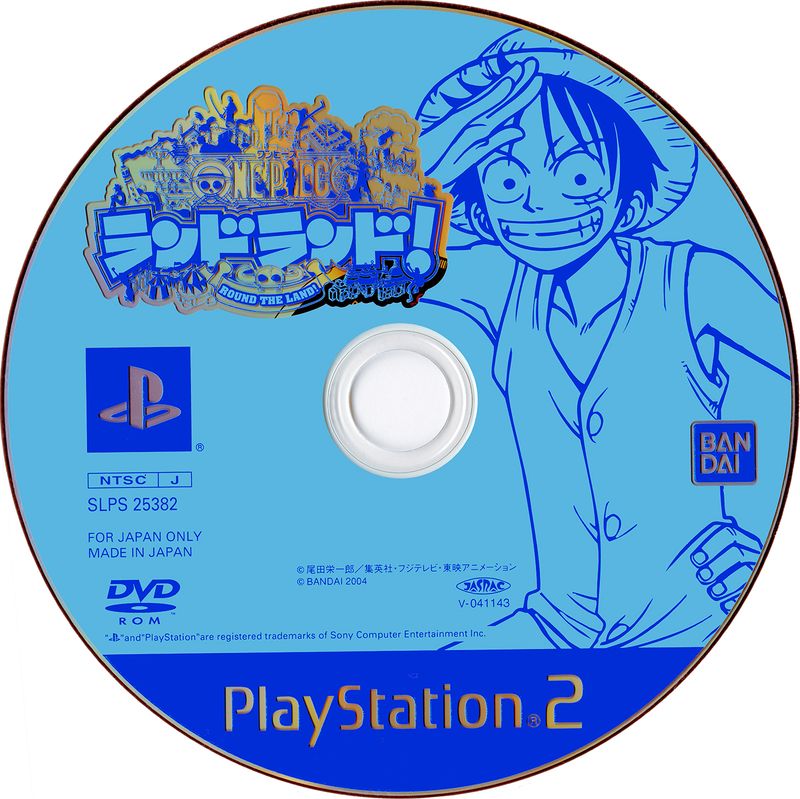 ワンピース
ONE PIECE
ランドランド!
ROUND THE LAND!
®
BAN
DAI
NTSC J
SLPS 25382
FOR JAPAN ONLY
MADE IN JAPAN
©尾田栄一郎/集英社・フジテレビ・東映アニメーション
©BANDAI 2004
DVD
ROM
JASRAC
V-041143
" "and"PlayStation"are registered trademarks of Sony Computer Entertainment Inc.
PlayStation®2